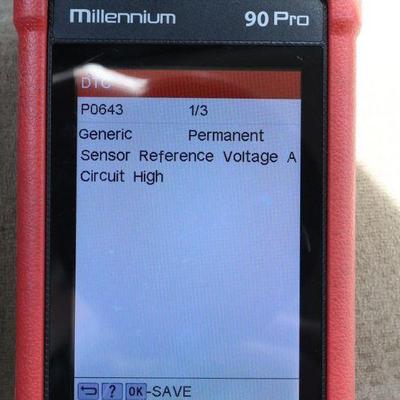 Millennium 90 Pro
DTC
P0643 1/3
Generic Permanent
Sensor Reference Voltage A
Circuit High
? OK-SAVE